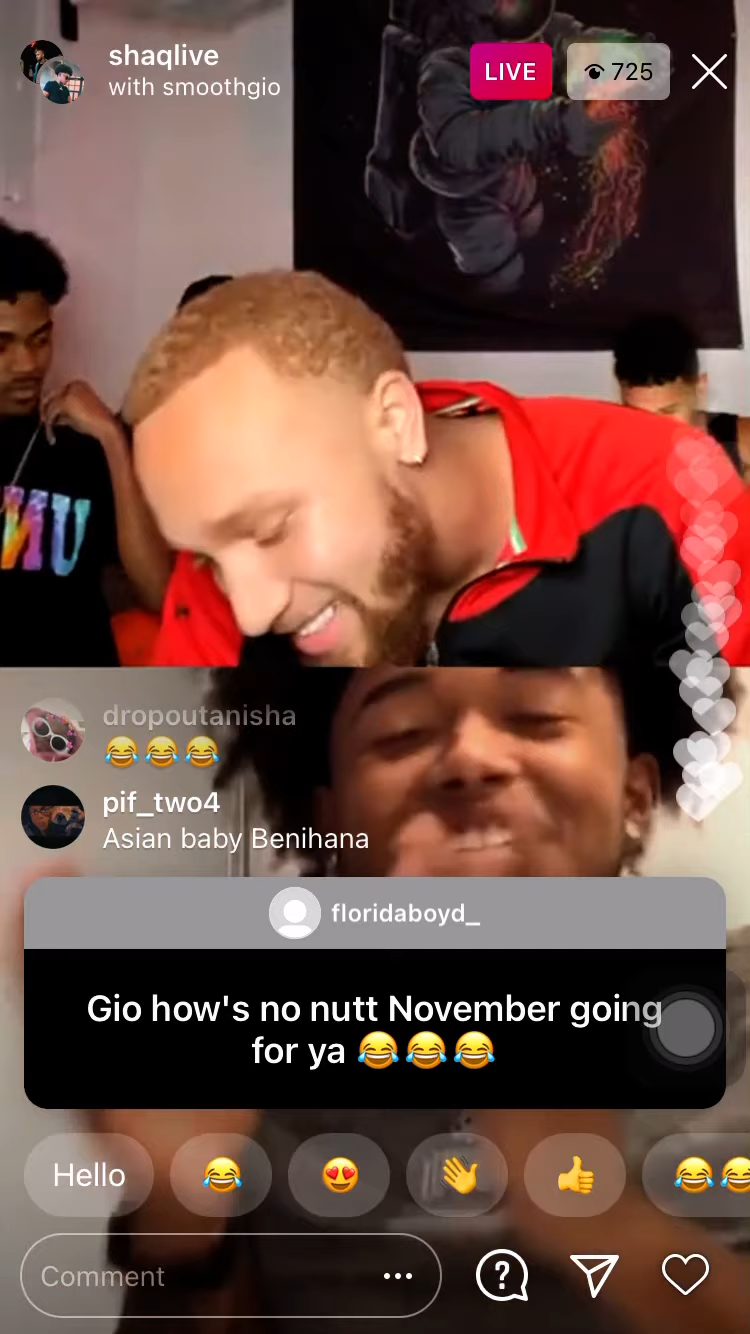 shaqlive
with smoothgio
LIVE
725
NU
dropoutanisha
😂😂😂
pif_two4
Asian baby Benihana
floridaboyd_
Gio how's no nutt November going
for ya 😂😂😂
Hello
Comment